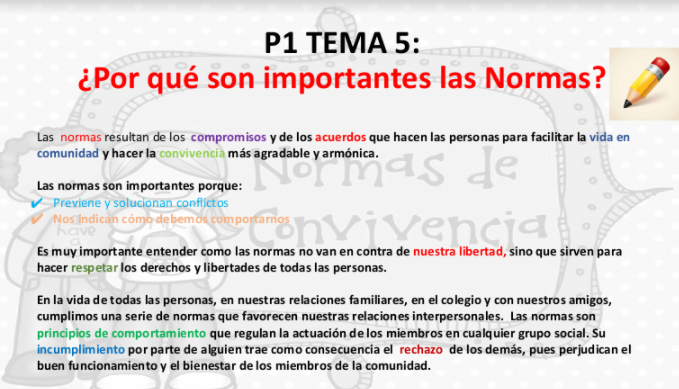 P1 TEMA 5:
¿Por qué son importantes las Normas?
Las normas resultan de los compromisos y de los acuerdos que hacen las personas para facilitar la vida en
comunidad y hacer la convivencia más agradable y armónica.
Las normas son importantes porque:
✔ Previene y solucionan conflictos
✔ Nos indican cómo debemos comportarnos
Es muy importante entender como las normas no van en contra de nuestra libertad, sino que sirven para
hacer respetar los derechos y libertades de todas las personas.
En la vida de todas las personas, en nuestras relaciones familiares, en el colegio y con nuestros amigos,
cumplimos una serie de normas que favorecen nuestras relaciones interpersonales. Las normas son
principios de comportamiento que regulan la actuación de los miembros en cualquier grupo social. Su
incumplimiento por parte de alguien trae como consecuencia el rechazo de los demás, pues perjudican el
buen funcionamiento y el bienestar de los miembros de la comunidad.
Normas de
Convivencia
have